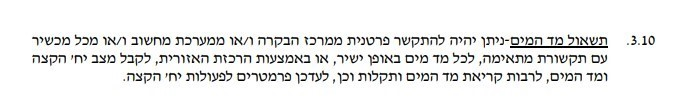 3.10. תשאול מד המים-ניתן יהיה להתקשר פרטנית ממרכז הבקרה ו/או ממערכת מחשוב ו/או מכל מכשיר
עם תקשורת מתאימה, לכל מד מים באופן ישיר, או באמצעות הרכזת האזורית, לקבל מצב יח' הקצה
ומד המים, לרבות קריאת מד המים ותקלות וכן, לעדכן פרמטרים לפעולות יח' הקצה.